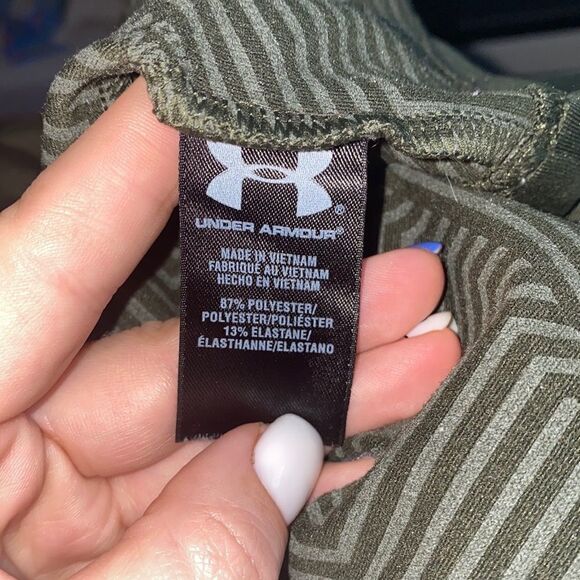 UNDER ARMOUR®
MADE IN VIETNAM
FABRIQUÉ AU VIETNAM
HECHO EN VIETNAM
87% POLYESTER/
POLYESTER/POLIÉSTER
13% ELASTANE/
ÉLASTHANNE/ELASTANO